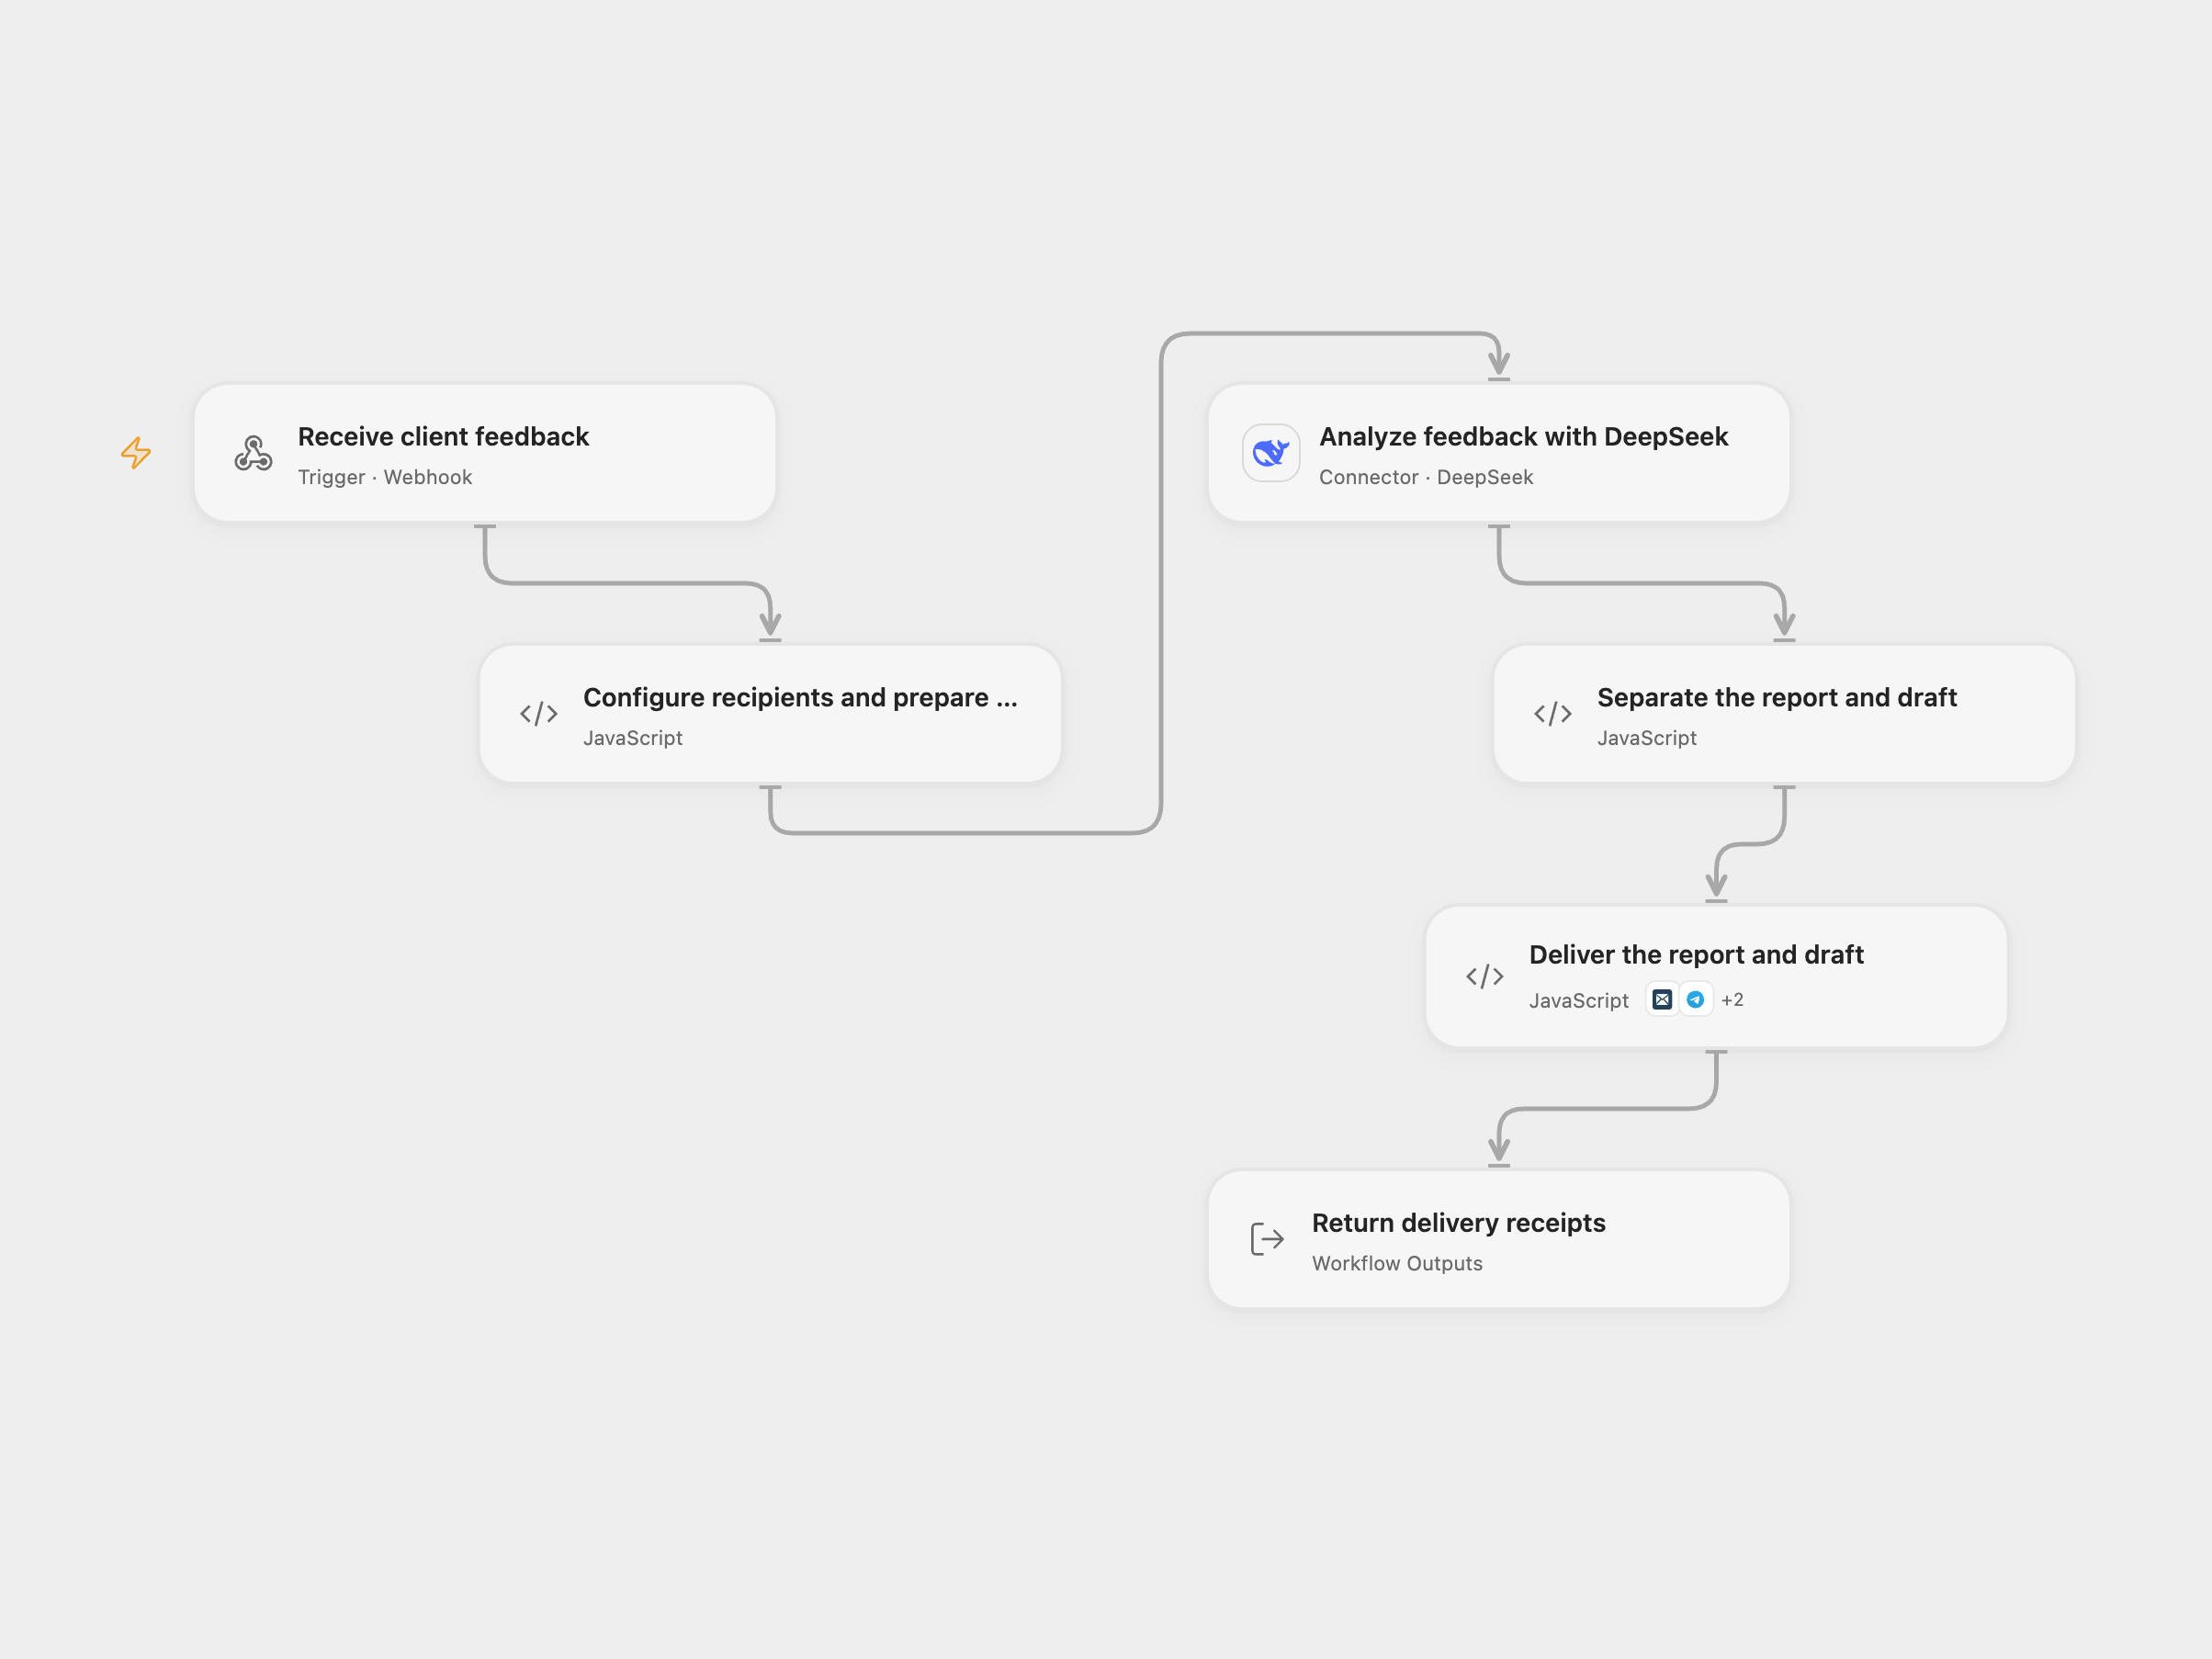 Receive client feedback
Trigger · Webhook
Configure recipients and prepare ...
JavaScript
Analyze feedback with DeepSeek
Connector · DeepSeek
Separate the report and draft
JavaScript
Deliver the report and draft
JavaScript +2
Return delivery receipts
Workflow Outputs